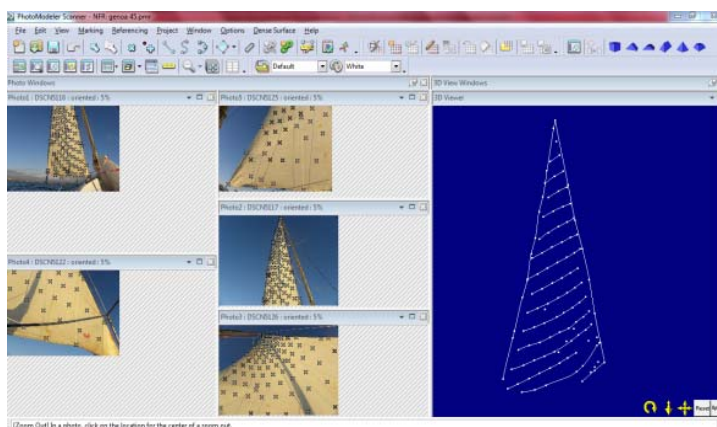 PhotoModeler Scanner - NFR: genoa 45.pmr
File Edit View Marking Referencing Project Window Options Dense Surface Help
Default White
Photo Windows
3D View Windows
Photo1 : DSCN5116 : oriented : 5%
Photo5 : DSCN5125 : oriented : 5%
3D Viewer
Photo2 : DSCN5117 : oriented : 5%
Photo4 : DSCN5122 : oriented : 5%
Photo3 : DSCN5126 : oriented : 5%
Reset
[Zoom Out] In a photo, click on the location for the center of a zoom out.